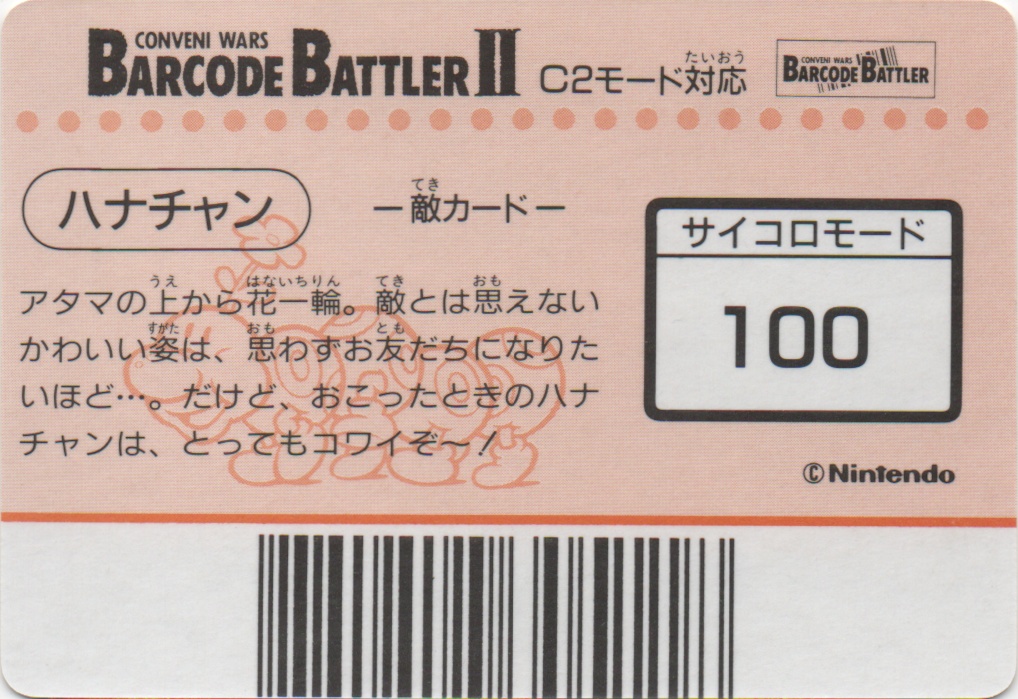 CONVENI WARS
BARCODE BATTLER II
たいおう
C2モード対応
CONVENI WARS
BARCODE BATTLER
ハナチャン
てき
ー敵カードー
サイコロモード
100
うえ はないちりん てき おも
アタマの上から花一輪。敵とは思えない
すがた おも とも
かわいい姿は、思わずお友だちになりた
いほど…。だけど、おこったときのハナ
チャンは、とってもコワイぞ〜!
©Nintendo